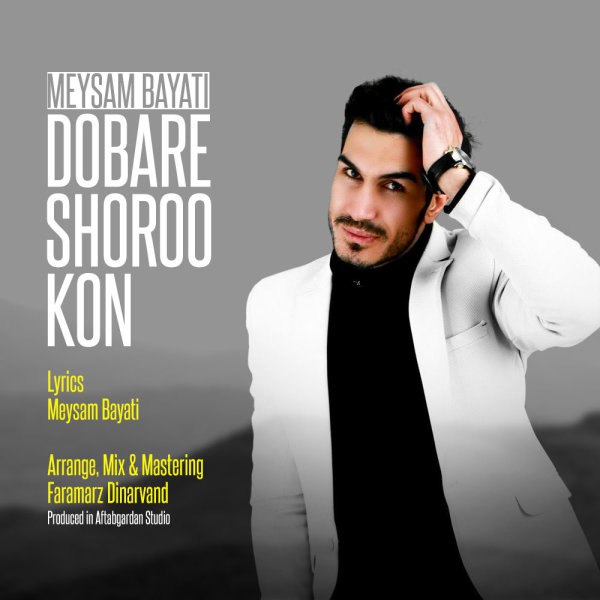 MEYSAM BAYATI
DOBARE
SHOROO
KON
Lyrics
Meysam Bayati
Arrange, Mix & Mastering
Faramarz Dinarvand
Produced in Aftabgardan Studio